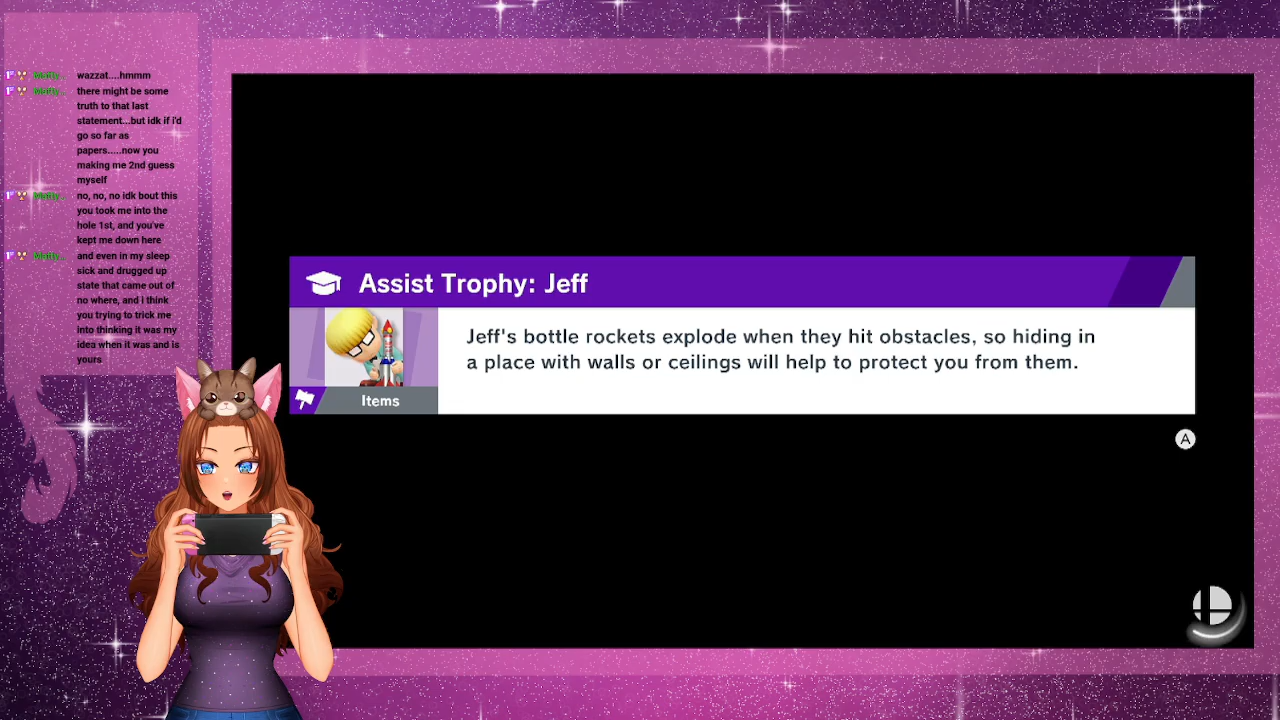 Matty wazzat....hmmm
Matty there might be some
truth to that last
statement...but idk if i'd
go so far as
papers.....now you
making me 2nd guess
myself
no, no, no idk bout this
you took me into the
hole 1st, and you've
kept me down here
and even in my sleep
sick and drugged up
state that came out of
no where, and i think
you trying to trick me
into thinking it was my
idea when it was and is
yours
Assist Trophy: Jeff
Jeff's bottle rockets explode when they hit obstacles, so hiding in
a place with walls or ceilings will help to protect you from them.
Items
A